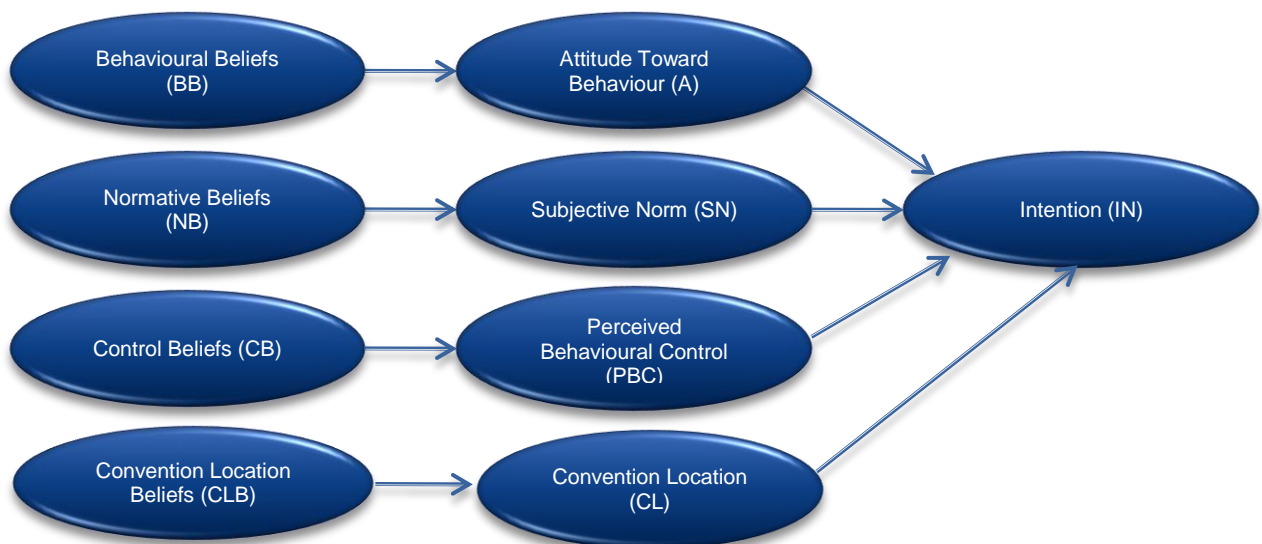 Behavioural Beliefs
(BB)
Attitude Toward
Behaviour (A)
Normative Beliefs
(NB)
Subjective Norm (SN)
Intention (IN)
Control Beliefs (CB)
Perceived
Behavioural Control
(PBC)
Convention Location
Beliefs (CLB)
Convention Location
(CL)